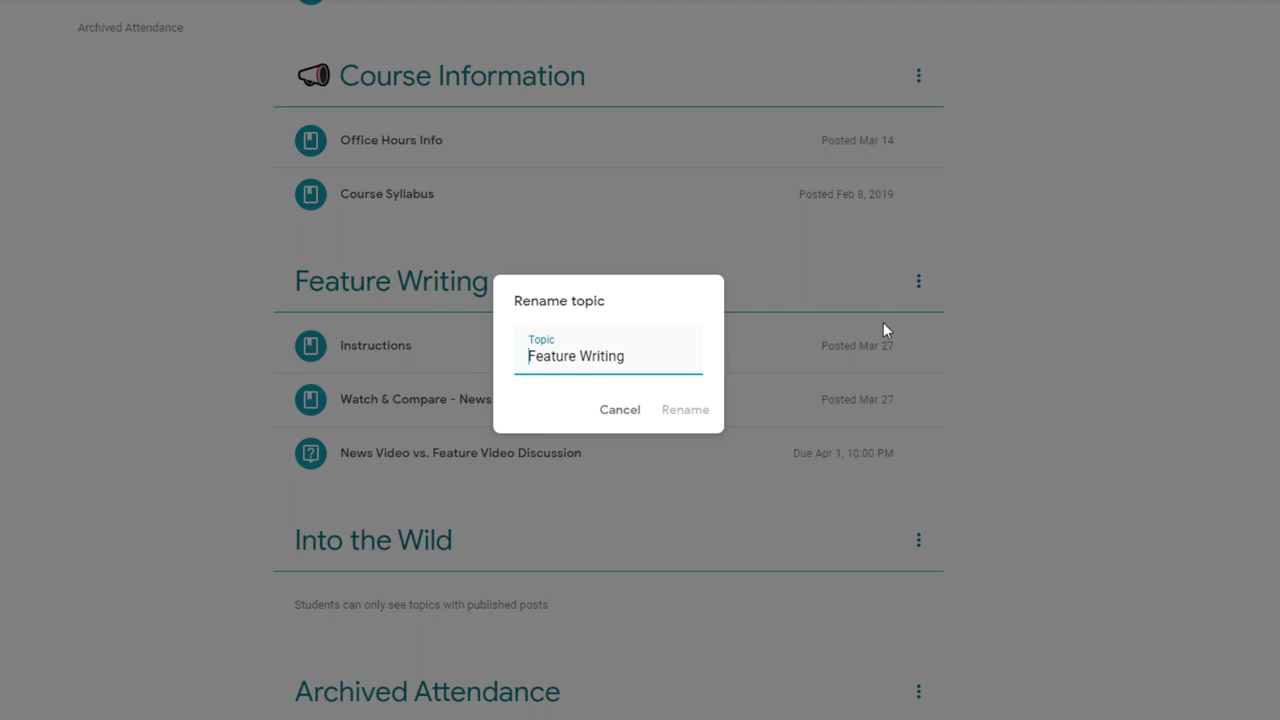 Archived Attendance
Course Information
Office Hours Info
Posted Mar 14
Course Syllabus
Posted Feb 8, 2019
Feature Writing
Instructions
Posted Mar 27
Watch & Compare - News
Posted Mar 27
News Video vs. Feature Video Discussion
Due Apr 1, 10:00 PM
Rename topic
Topic
Feature Writing
Cancel
Rename
Into the Wild
Students can only see topics with published posts
Archived Attendance